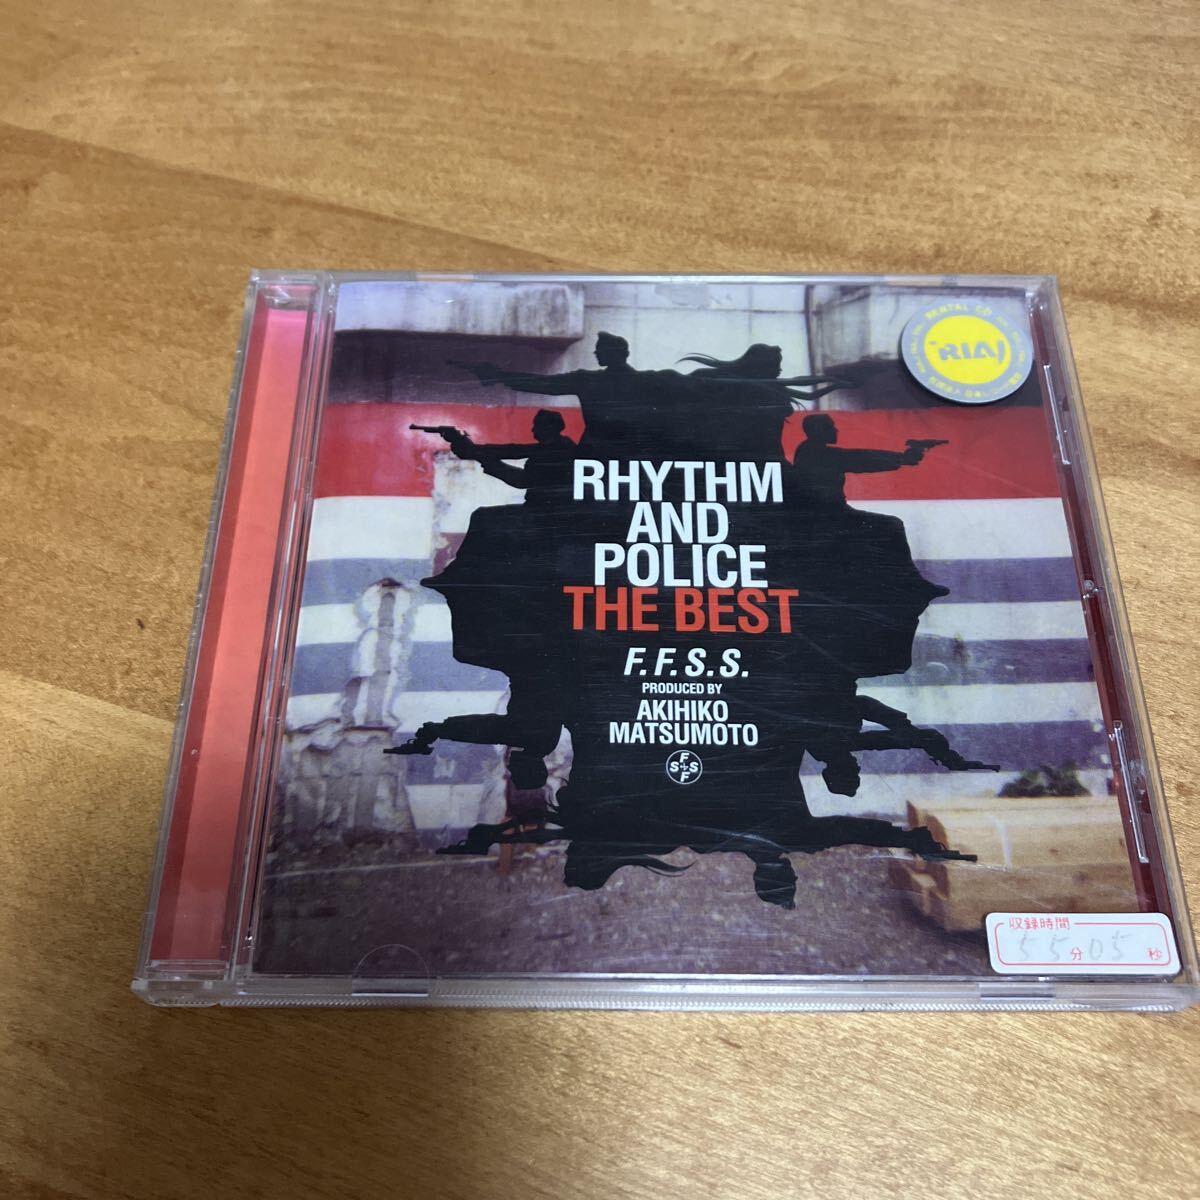 RENTAL CD
RIAJ
RHYTHM
AND
POLICE
THE BEST
F.F.S.S.
PRODUCED BY
AKIHIKO
MATSUMOTO
F
S+S
F
収録時間
55分05秒